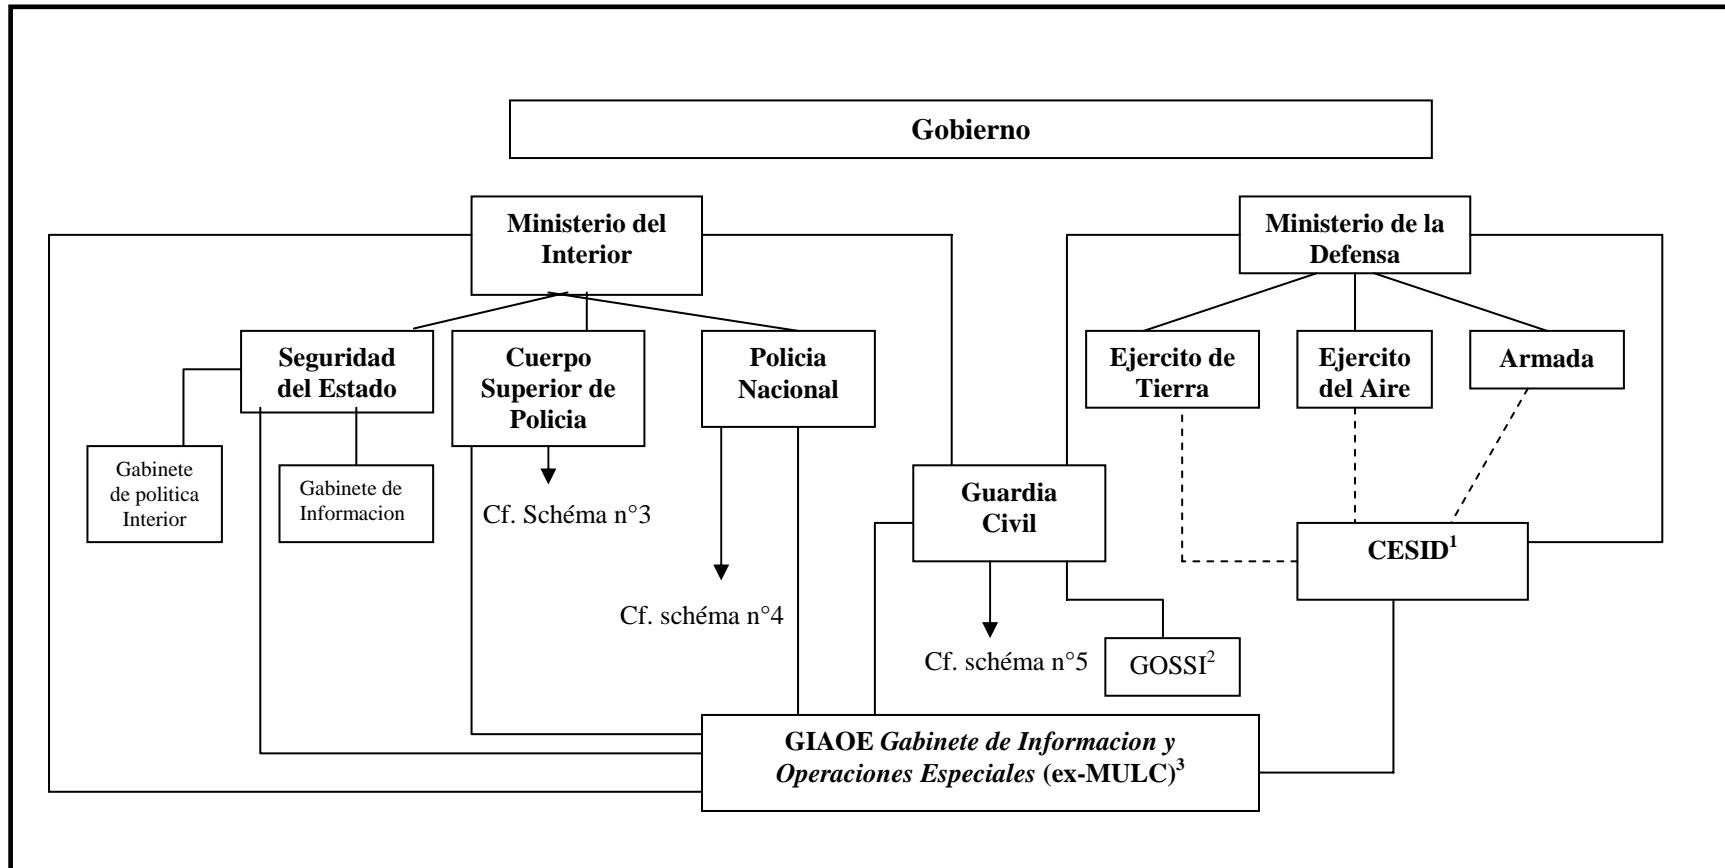 Gobierno
Ministerio del
Interior
Ministerio de la
Defensa
Seguridad
del Estado
Cuerpo
Superior de
Policia
Policia
Nacional
Ejercito de
Tierra
Ejercito
del Aire
Armada
Gabinete
de politica
Interior
Gabinete de
Informacion
Cf. Schéma n°3
Guardia
Civil
CESID1
Cf. schéma n°4
Cf. schéma n°5
GOSSI2
GIAOE Gabinete de Informacion y
Operaciones Especiales (ex-MULC)3